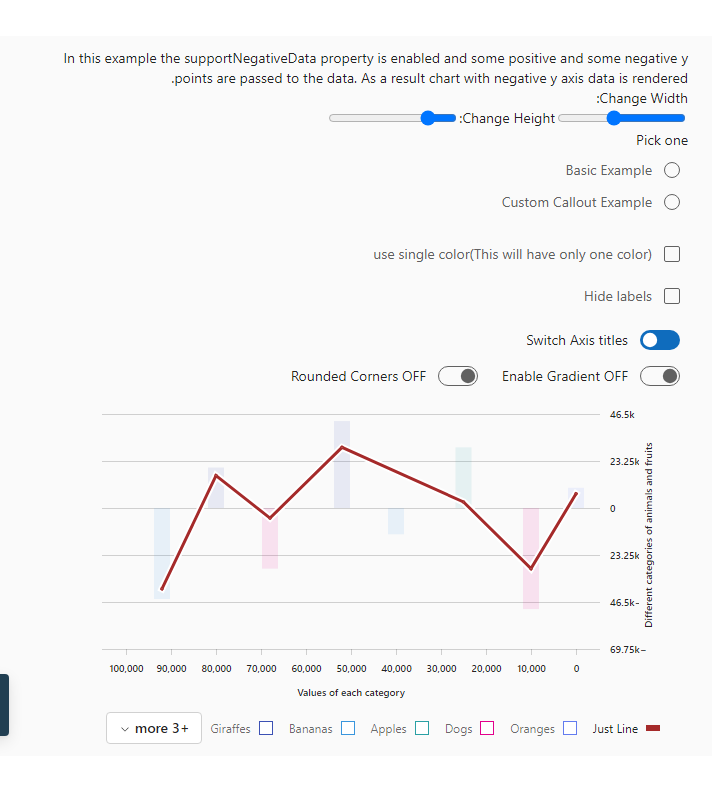 In this example the supportNegativeData property is enabled and some positive and some negative y
.points are passed to the data. As a result chart with negative y axis data is rendered
:Change Width
:Change Height
Pick one
Basic Example
Custom Callout Example
use single color(This will have only one color)
Hide labels
Switch Axis titles
Rounded Corners OFF
Enable Gradient OFF
46.5k
23.25k
0
23.25k-
46.5k-
69.75k-
Different categories of animals and fruits
100,000 90,000 80,000 70,000 60,000 50,000 40,000 30,000 20,000 10,000 0
Values of each category
more 3+ Giraffes Bananas Apples Dogs Oranges Just Line